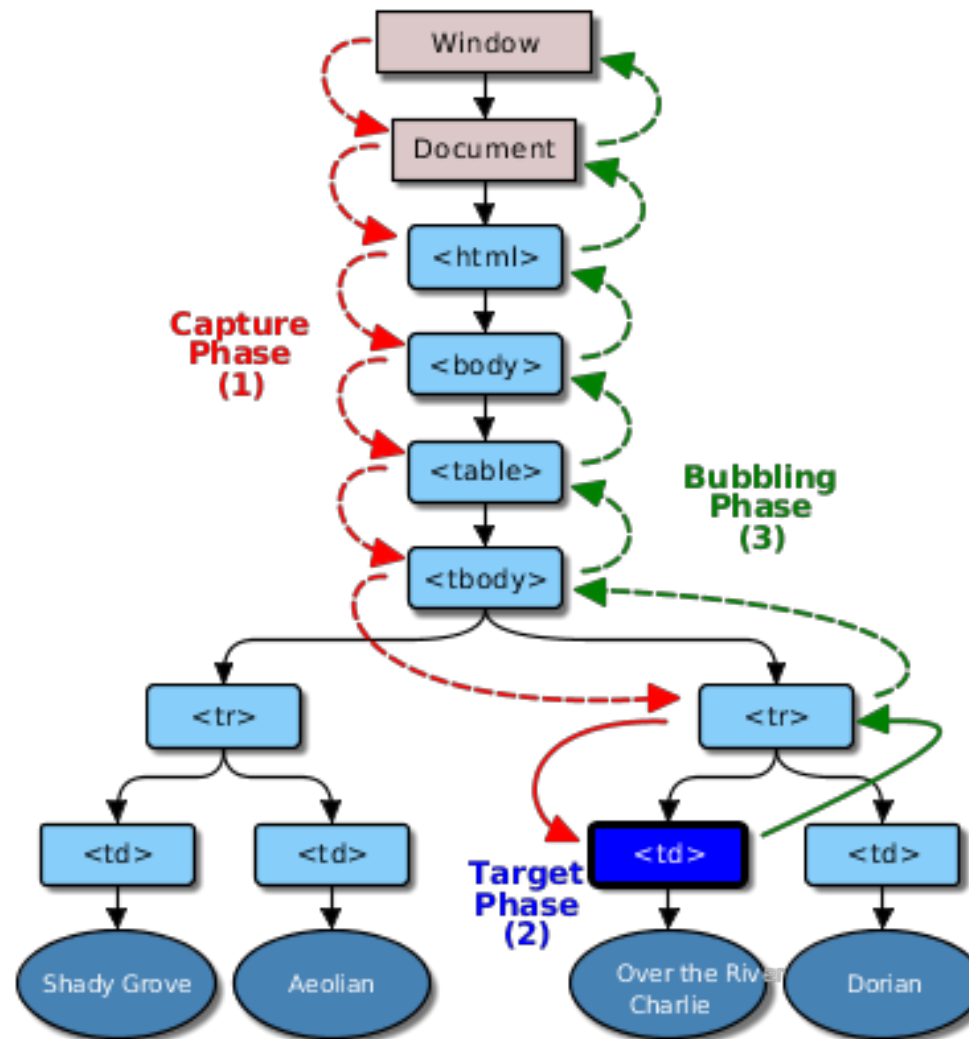 Window
Document
<html>
Capture
Phase
(1)
<body>
<table>
Bubbling
Phase
(3)
<tbody>
<tr>
<tr>
<td>
<td>
<td>
<td>
Target
Phase
(2)
Shady Grove
Aeolian
Over the River
Charlie
Dorian